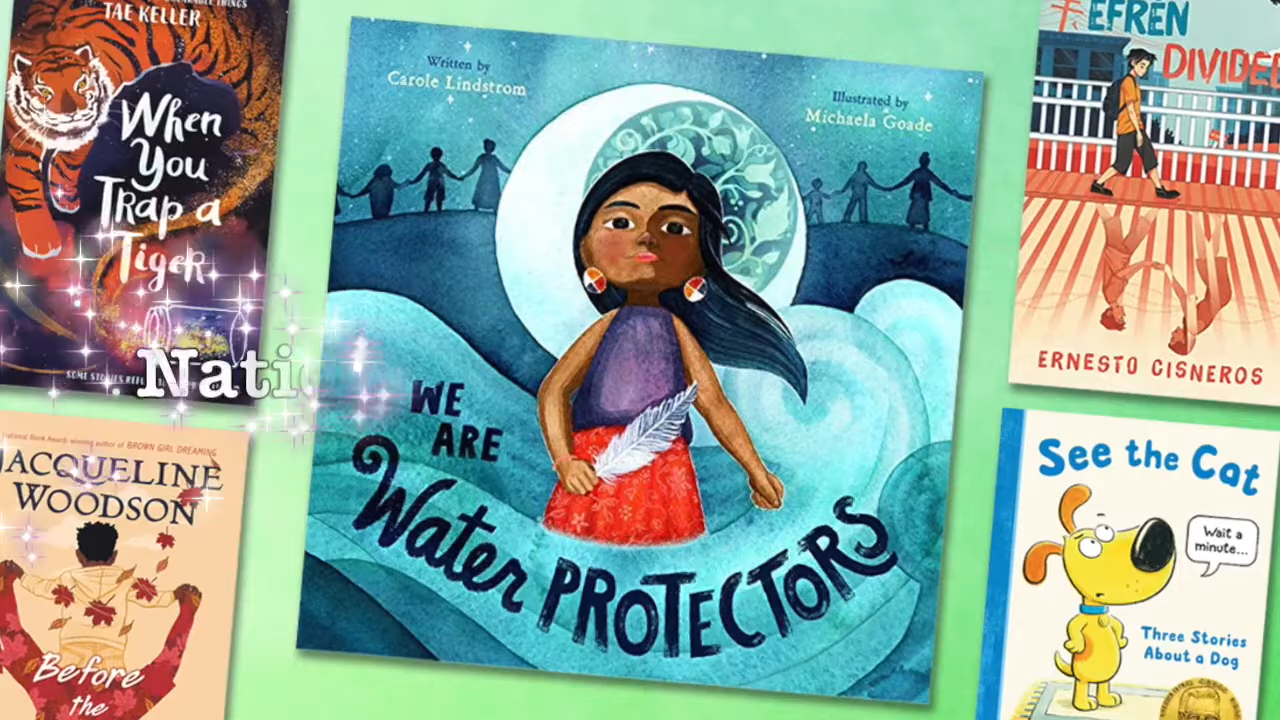 TAE KELLER
When
You
Trap a
Tiger
SOME STORIES
. Nati
National Book Award-winning author of BROWN GIRL DREAMING
JACQUELINE
WOODSON
Before
the
Written by
Carole Lindstrom
Illustrated by
Michaela Goade
WE
ARE
Water PROTECTORS
EFRÉN
DIVIDED
ERNESTO CISNEROS
See the Cat
Wait a
minute...
Three Stories
About a Dog